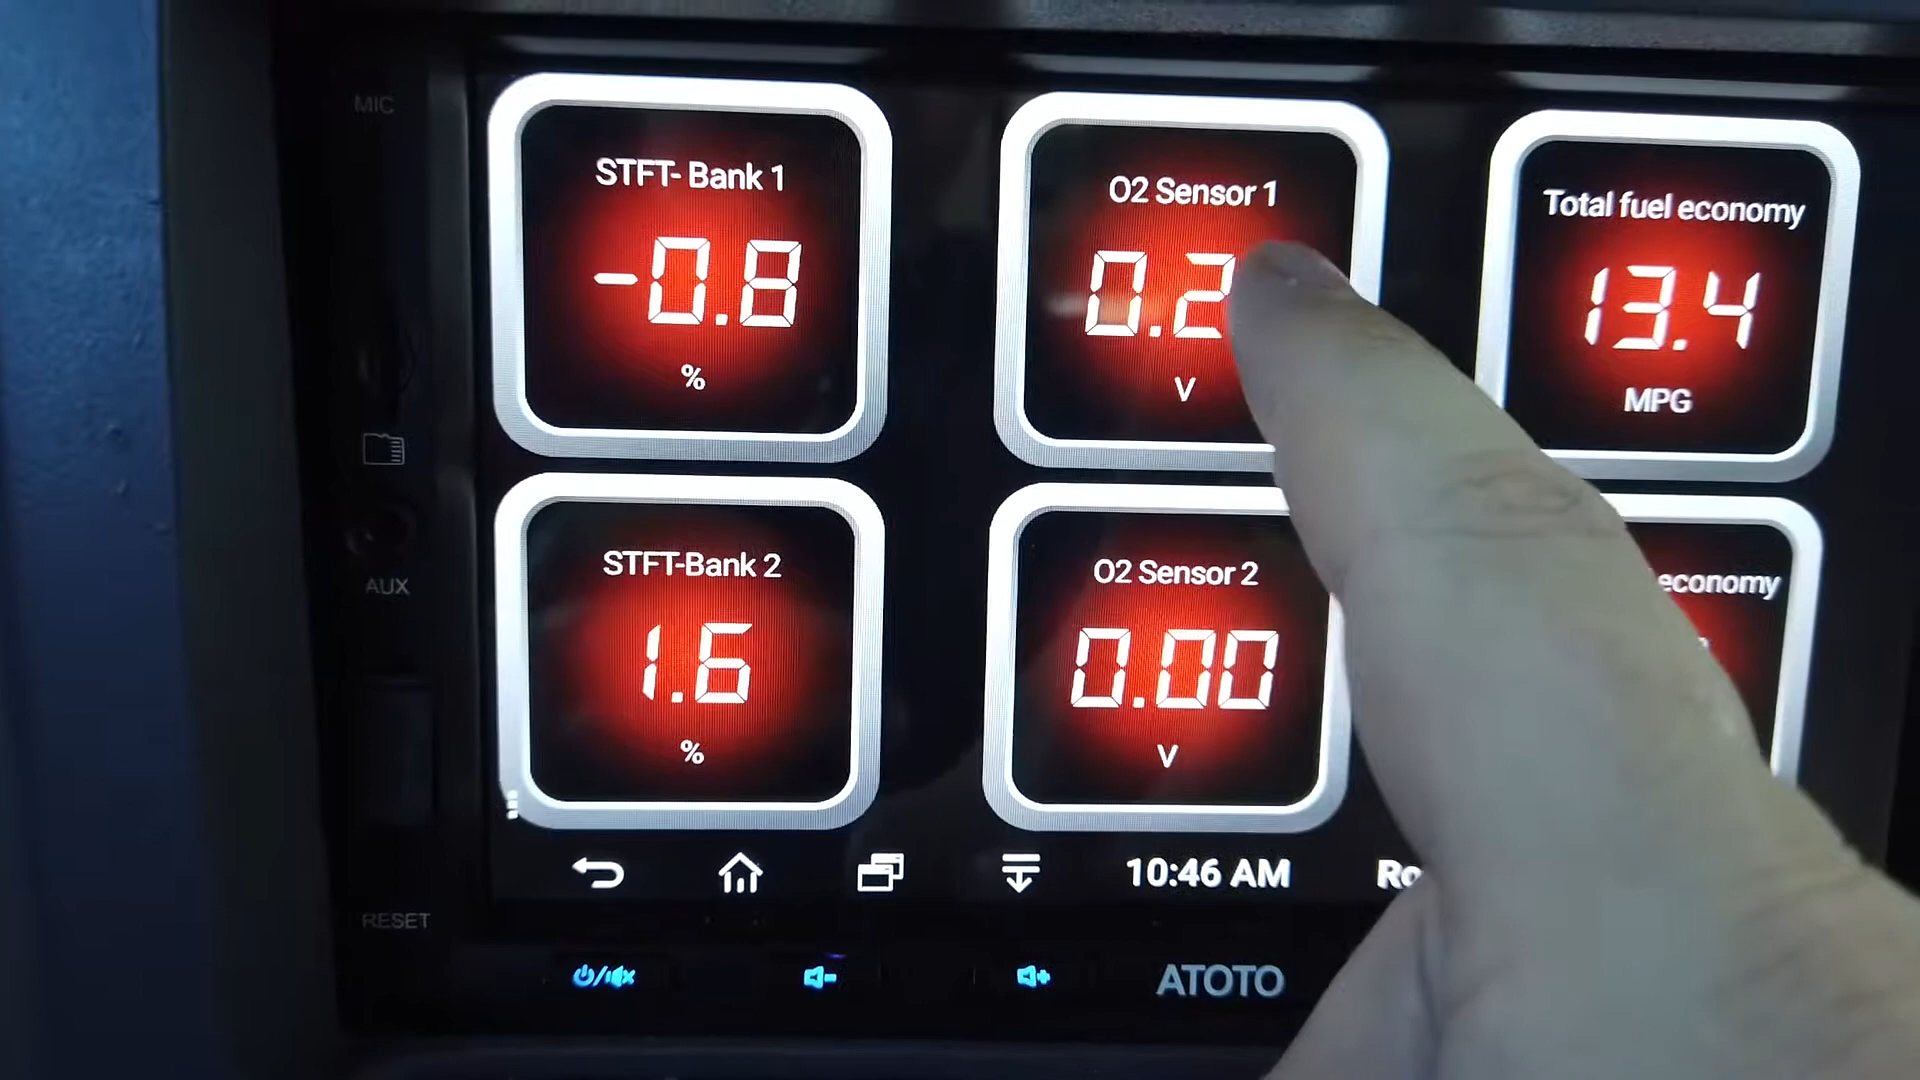 MIC
STFT- Bank 1
-0.8
%
O2 Sensor 1
0.2
V
Total fuel economy
13.4
MPG
STFT-Bank 2
1.6
%
O2 Sensor 2
0.00
V
economy
AUX
10:46 AM
RESET
ATOTO